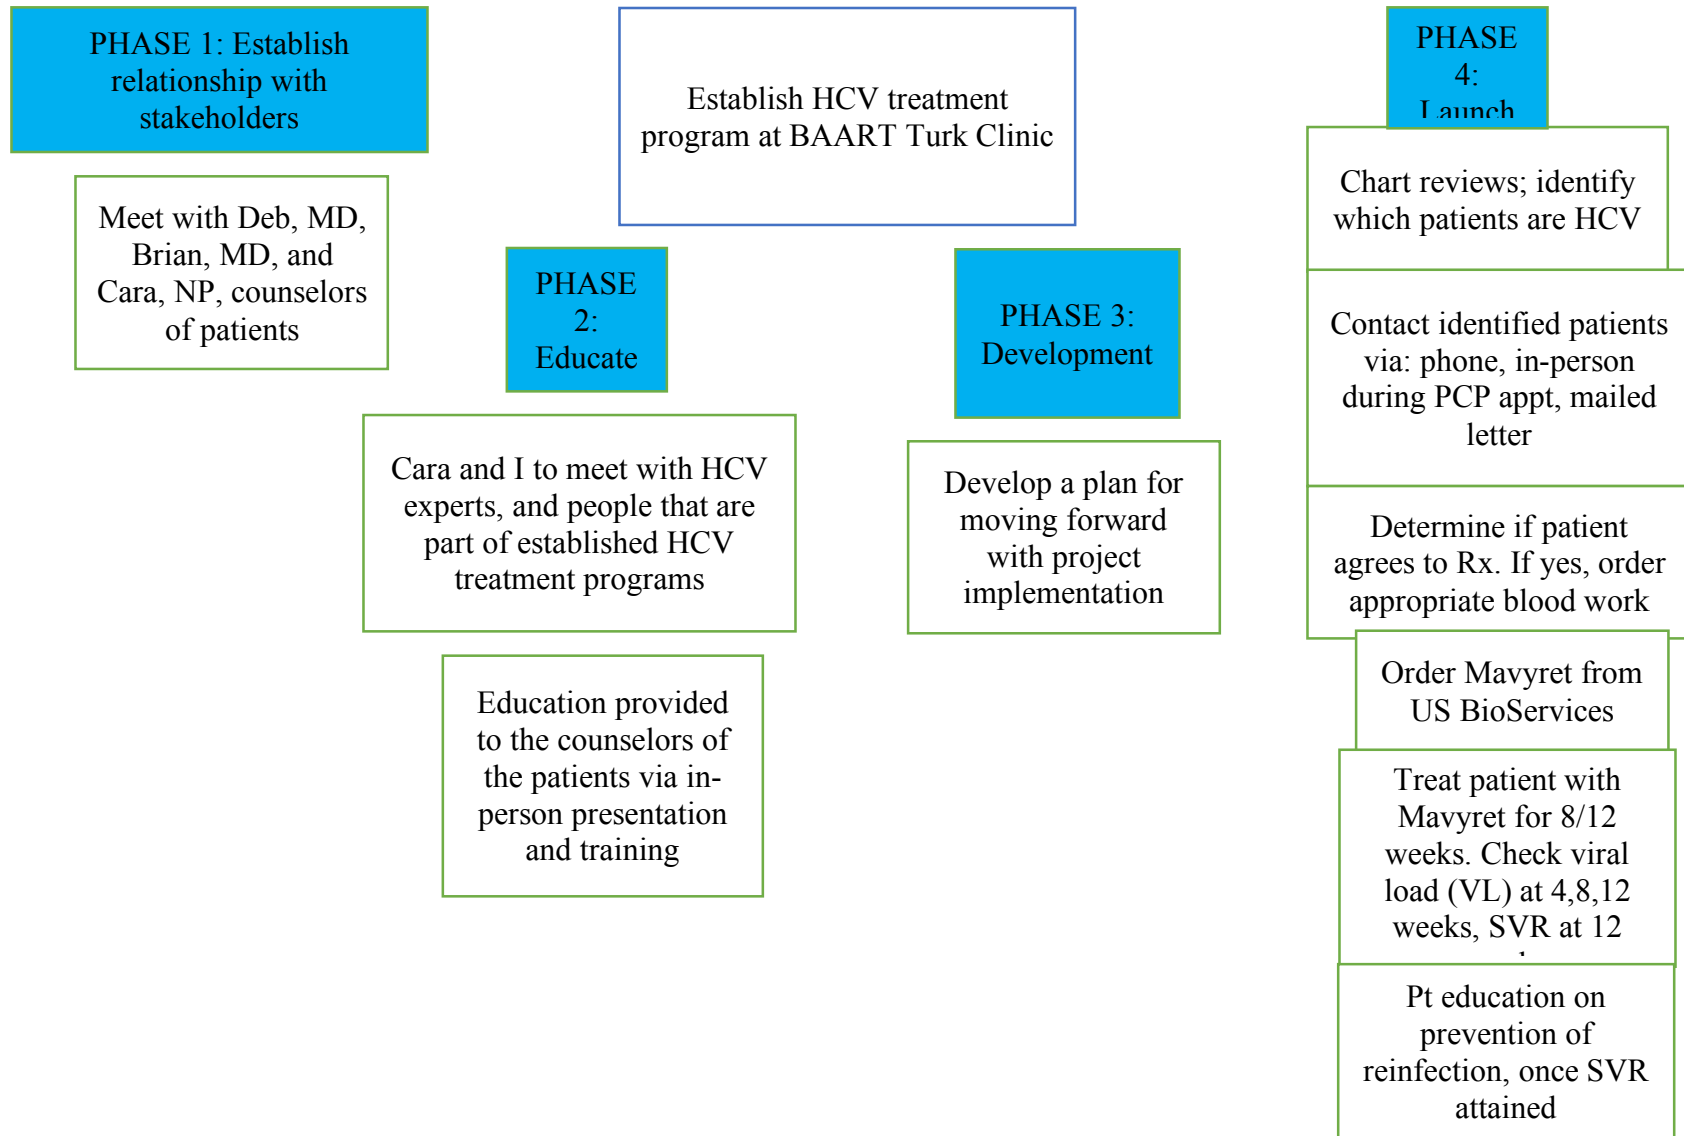 PHASE 1: Establish
relationship with
stakeholders
Meet with Deb, MD,
Brian, MD, and
Cara, NP, counselors
of patients
Establish HCV treatment
program at BAART Turk Clinic
PHASE
2:
Educate
Cara and I to meet with HCV
experts, and people that are
part of established HCV
treatment programs
Education provided
to the counselors of
the patients via in-
person presentation
and training
PHASE 3:
Development
Develop a plan for
moving forward
with project
implementation
PHASE
4:
Launch
Chart reviews; identify
which patients are HCV
Contact identified patients
via: phone, in-person
during PCP appt, mailed
letter
Determine if patient
agrees to Rx. If yes, order
appropriate blood work
Order Mavyret from
US BioServices
Treat patient with
Mavyret for 8/12
weeks. Check viral
load (VL) at 4,8,12
weeks, SVR at 12
Pt education on
prevention of
reinfection, once SVR
attained